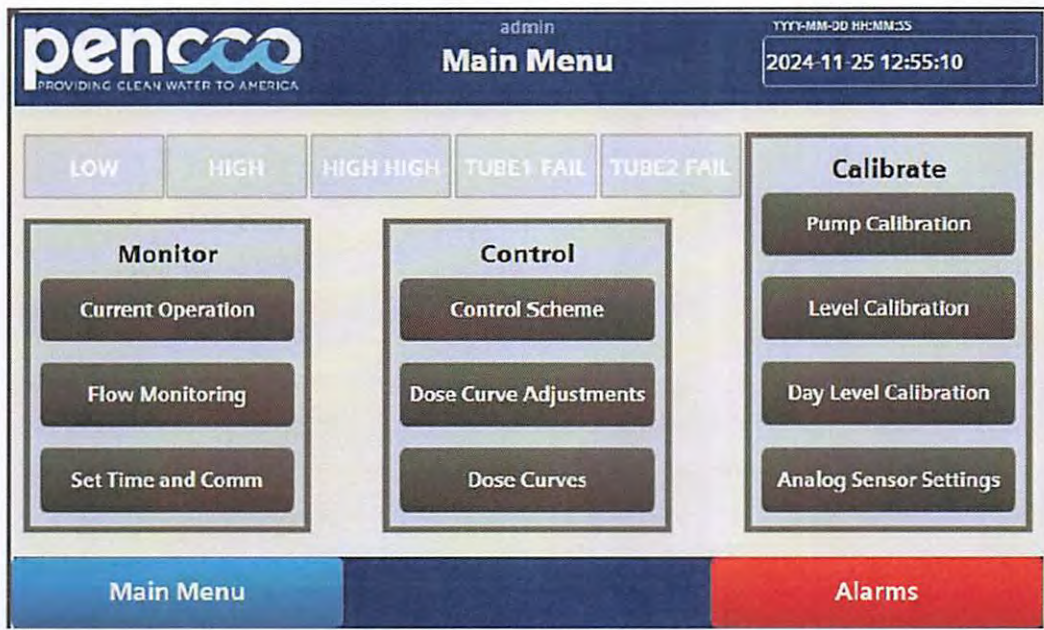 pencco
PROVIDING CLEAN WATER TO AMERICA
admin
Main Menu
YYYY-MM-DD HH:MM:SS
2024-11-25 12:55:10
LOW
HIGH
HIGH HIGH
TUBE1 FAIL
TUBE2 FAIL
Monitor
Current Operation
Flow Monitoring
Set Time and Comm
Control
Control Scheme
Dose Curve Adjustments
Dose Curves
Calibrate
Pump Calibration
Level Calibration
Day Level Calibration
Analog Sensor Settings
Main Menu
Alarms